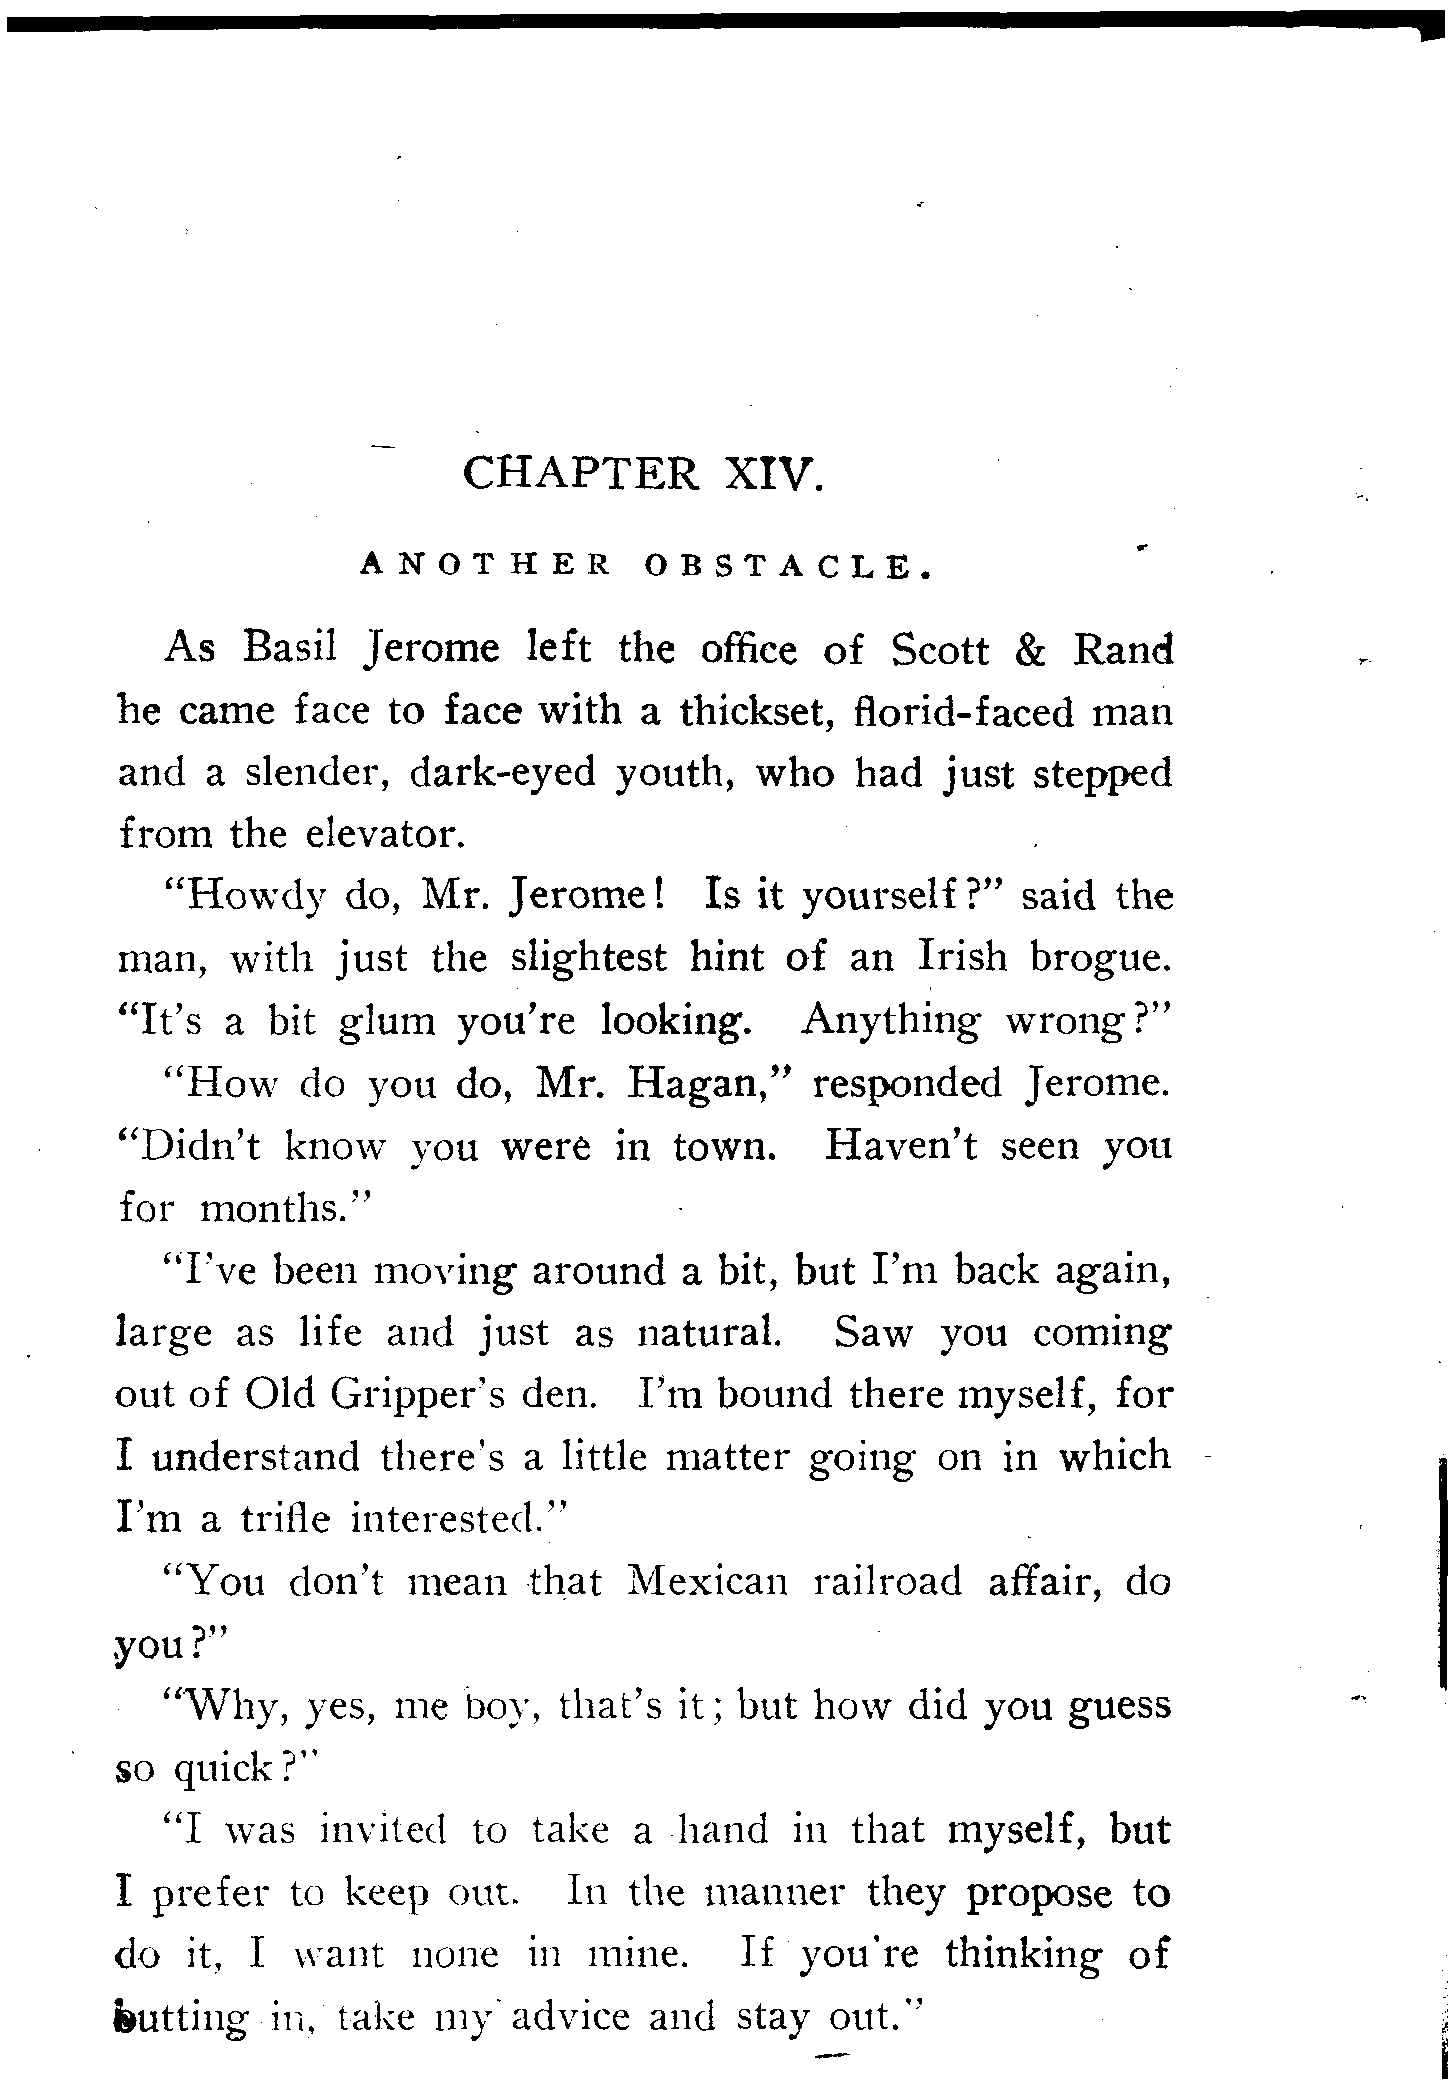 CHAPTER XIV.
ANOTHER OBSTACLE.
As Basil Jerome left the office of Scott & Rand
he came face to face with a thickset, florid-faced man
and a slender, dark-eyed youth, who had just stepped
from the elevator.
“Howdy do, Mr. Jerome! Is it yourself?” said the
man, with just the slightest hint of an Irish brogue.
“It's a bit glum you're looking. Anything wrong?”
“How do you do, Mr. Hagan,” responded Jerome.
“Didn't know you were in town. Haven't seen you
for months.”
“I've been moving around a bit, but I'm back again,
large as life and just as natural. Saw you coming
out of Old Gripper's den. I'm bound there myself, for
I understand there's a little matter going on in which
I'm a trifle interested.”
“You don't mean that Mexican railroad affair, do
you?”
“Why, yes, me boy, that's it; but how did you guess
so quick?”
“I was invited to take a hand in that myself, but
I prefer to keep out. In the manner they propose to
do it, I want none in mine. If you're thinking of
butting in, take my advice and stay out.”